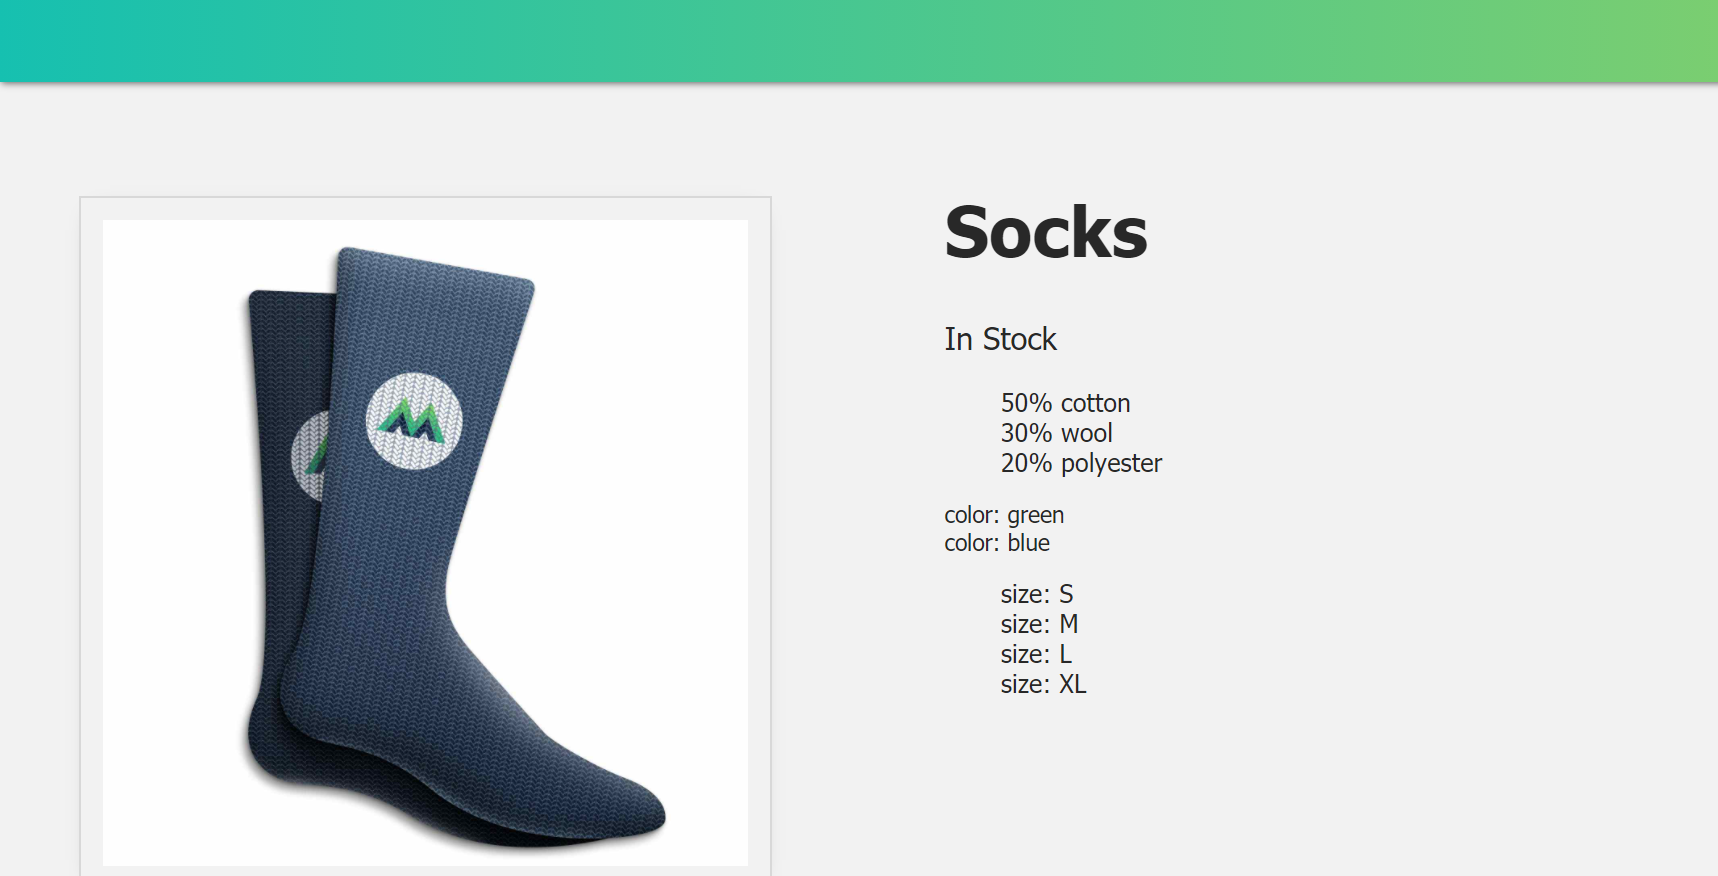 Socks
In Stock
50% cotton
30% wool
20% polyester
color: green
color: blue
size: S
size: M
size: L
size: XL